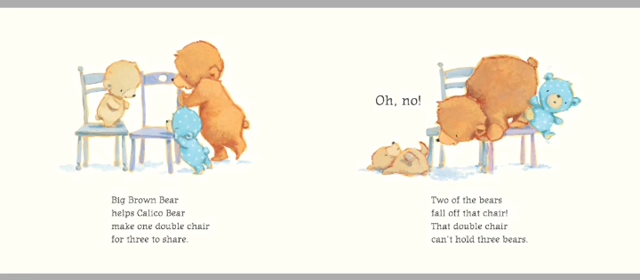 Big Brown Bear
helps Calico Bear
make one double chair
for three to share.
Oh, no!
Two of the bears
fall off that chair!
That double chair
can't hold three bears.